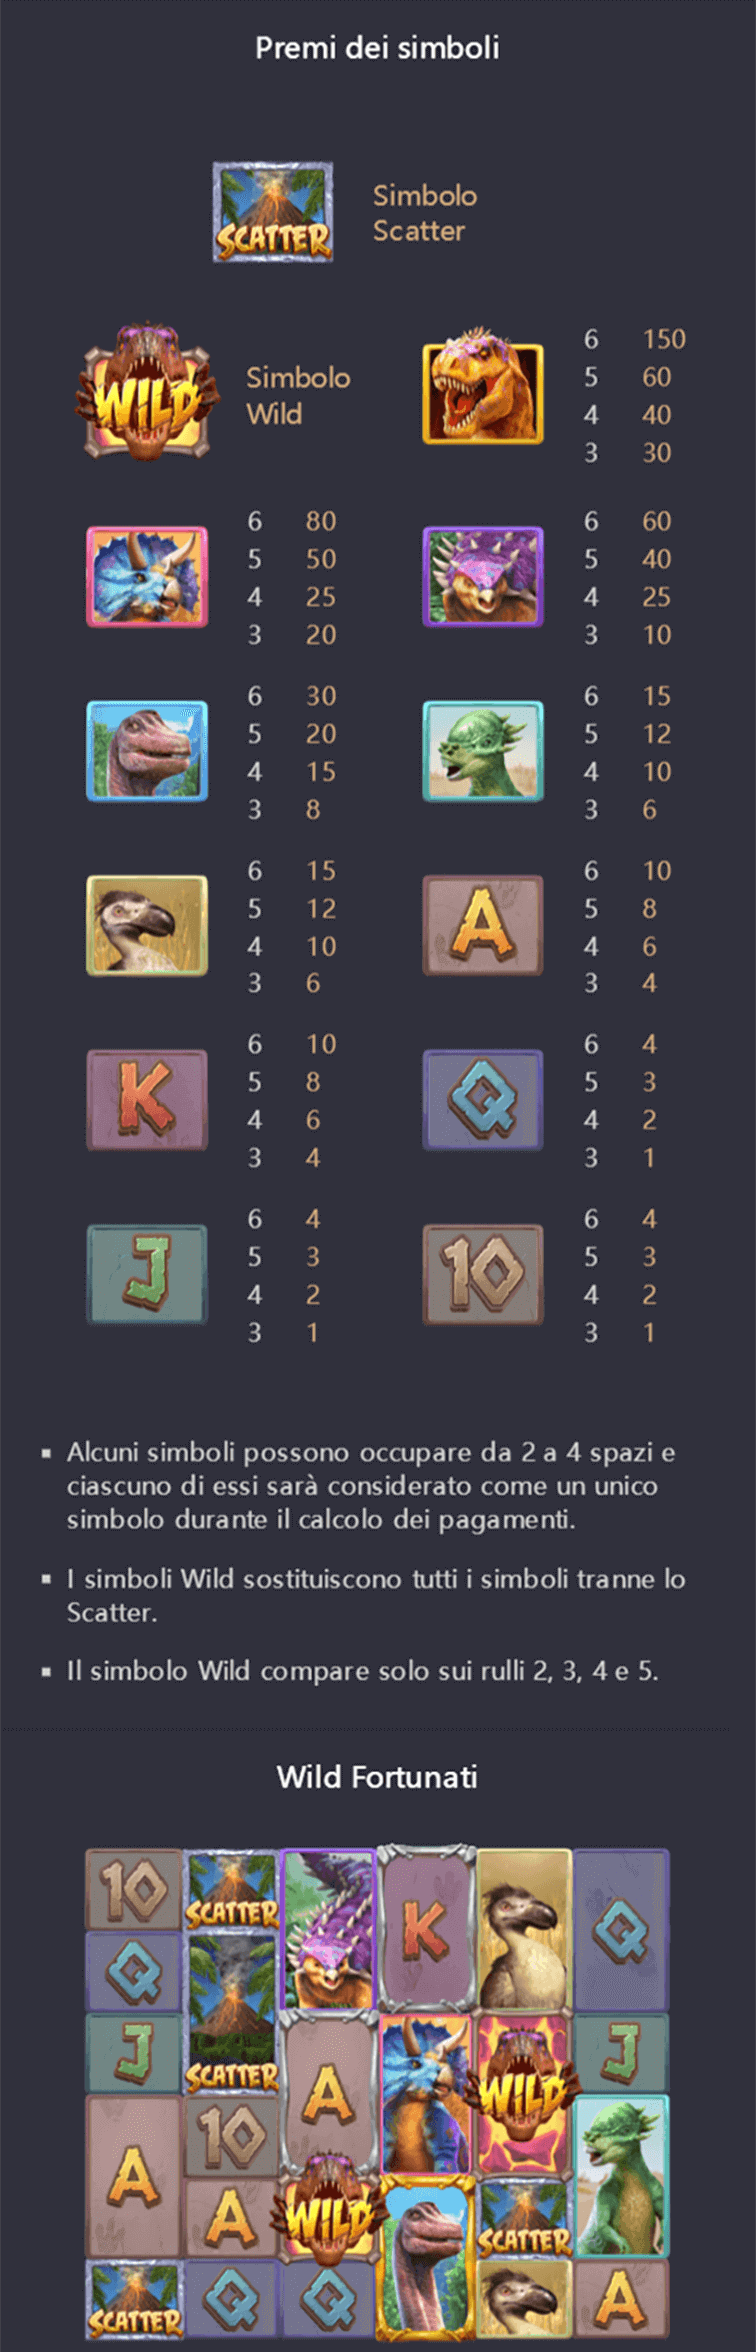 Premi dei simboli
SCATTER
Simbolo
Scatter
WILD
Simbolo
Wild
6 150
5 60
4 40
3 30
6 80
5 50
4 25
3 20
6 60
5 40
4 25
3 10
6 30
5 20
4 15
3 8
6 15
5 12
4 10
3 6
6 15
5 12
4 10
3 6
A
6 10
5 8
6 6
3 4
K
6 10
5 8
4 6
3 4
Q
6 4
5 3
4 2
3 1
J
6 4
5 3
4 2
3 1
10
6 4
5 3
4 2
3 1
▪ Alcuni simboli possono occupare da 2 a 4 spazi e
ciascuno di essi sarà considerato come un unico
simbolo durante il calcolo dei pagamenti.
▪ I simboli Wild sostituiscono tutti i simboli tranne lo
Scatter.
▪ Il simbolo Wild compare solo sui rulli 2, 3, 4 e 5.
Wild Fortunati
10 SCATTER K Q
Q
SCATTER
J A WILD J
A 10
A WILD SCATTER
SCATTER Q Q A